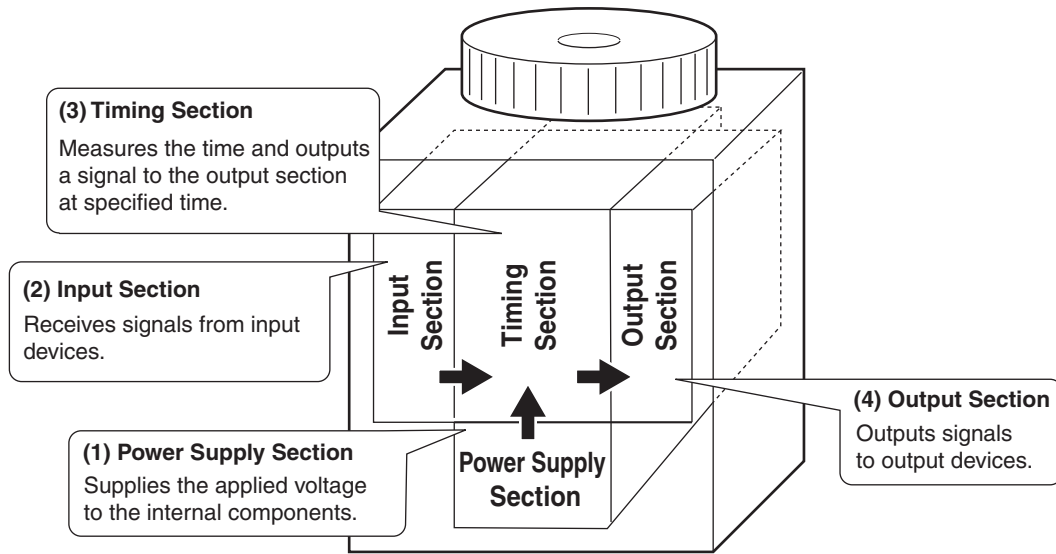 (3) Timing Section
Measures the time and outputs
a signal to the output section
at specified time.
(2) Input Section
Receives signals from input
devices.
(1) Power Supply Section
Supplies the applied voltage
to the internal components.
Input
Section
Timing
Section
Output
Section
Power Supply
Section
(4) Output Section
Outputs signals
to output devices.